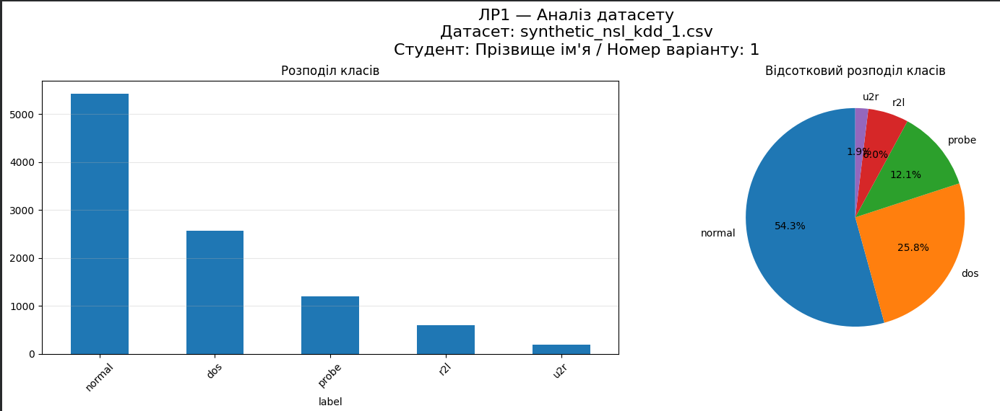 ЛР1 — Аналіз датасету
Датасет: synthetic_nsl_kdd_1.csv
Студент: Прізвище ім'я / Номер варіанту: 1
Розподіл класів
5000
4000
3000
2000
1000
0
normal
dos
probe
r2l
u2r
label
Відсотковий розподіл класів
u2r
r2l
probe
1.9%
6.0%
12.1%
54.3%
normal
25.8%
dos